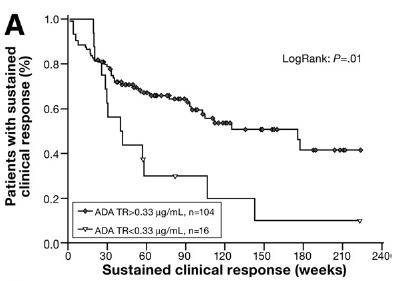 A
Patients with sustained
clinical response (%)
1.0
0.8
0.6
0.4
0.2
0.0
LogRank: P=.01
ADA TR>0.33 µg/mL, n=104
ADA TR<0.33 µg/mL, n=16
0 30 60 90 120 150 180 210 240
Sustained clinical response (weeks)